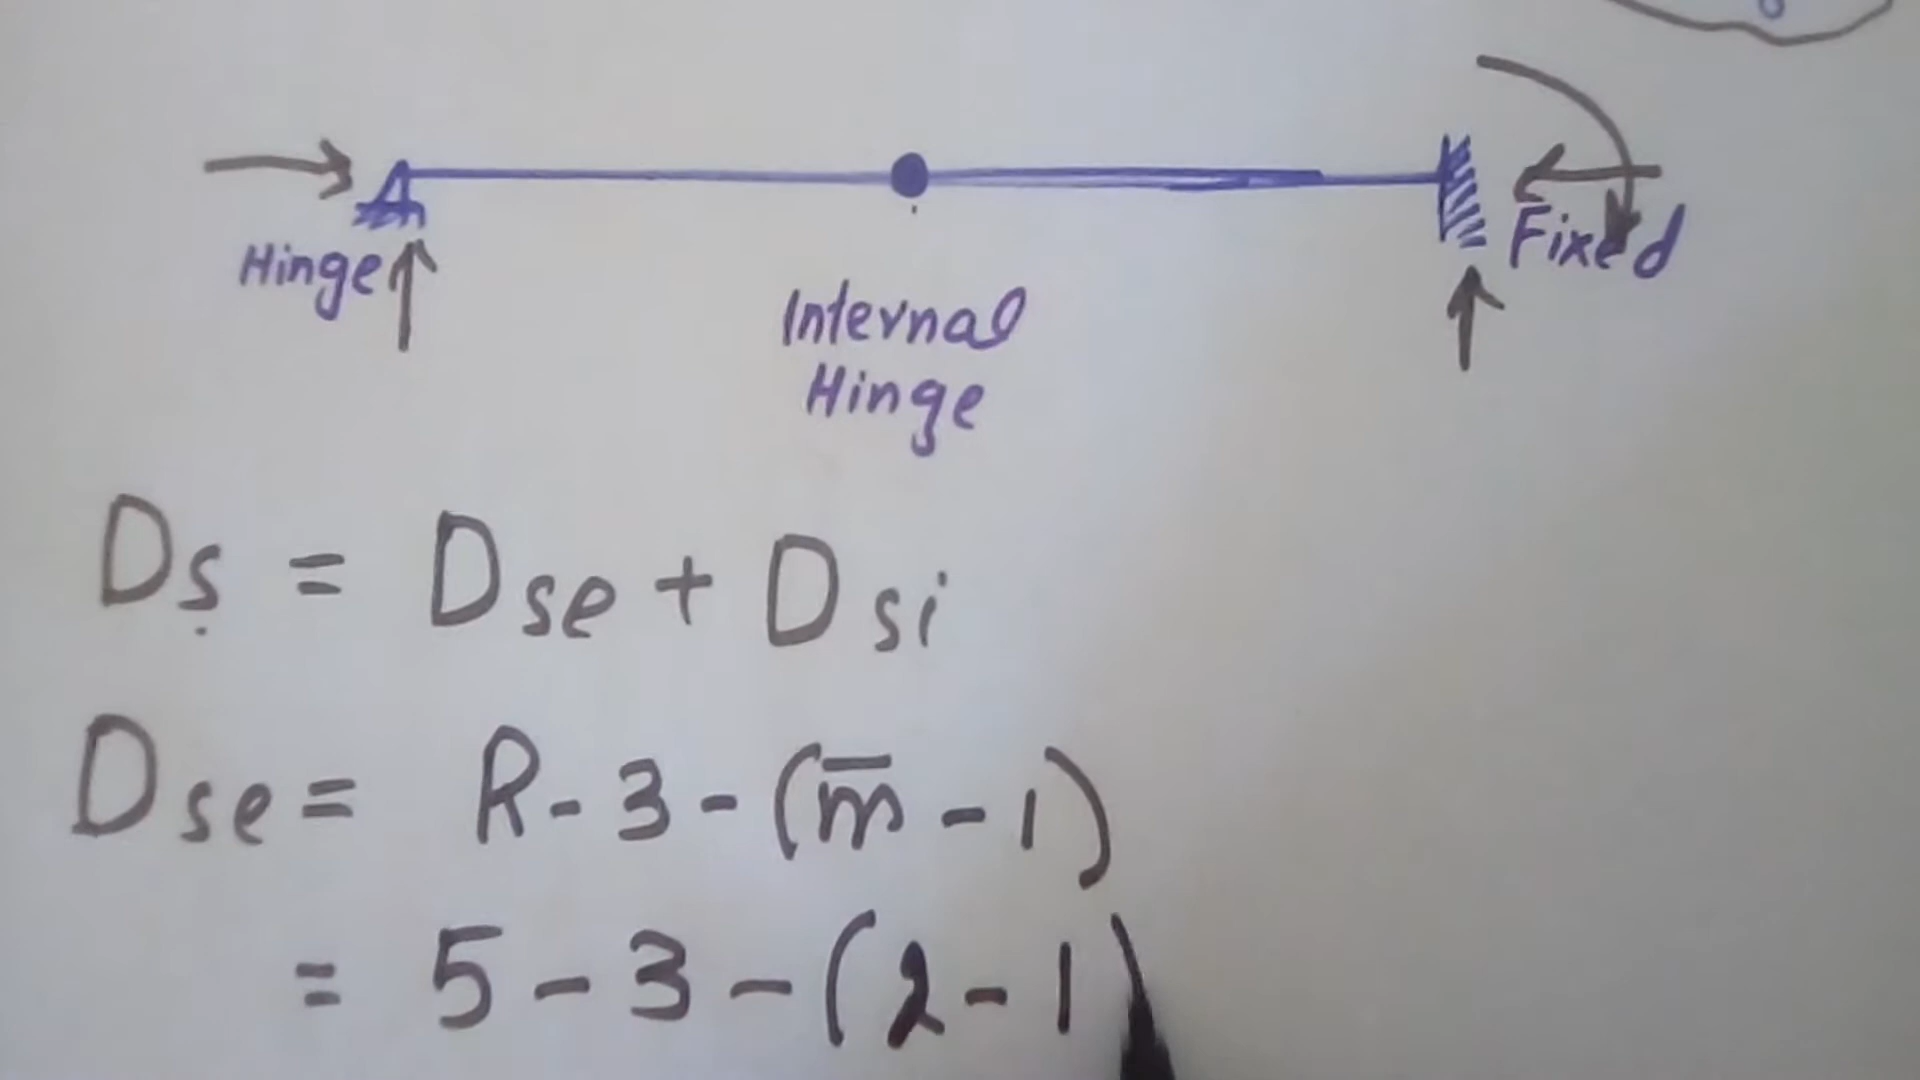 Hinge
Fixed
Internal
Hinge
Ds = Dse + Dsi
Dse = R - 3 - (m̅ - 1)
= 5 - 3 - (2 - 1)